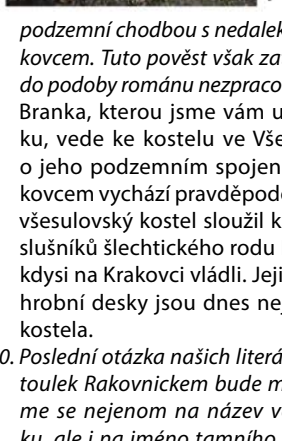 podzemní chodbou s nedalek
kovcem. Tuto pověst však za
do podoby románu nezpraco
Branka, kterou jsme vám u
ku, vede ke kostelu ve Vše
o jeho podzemním spojen
kovcem vychází pravděpodo
všesulovský kostel sloužil k
slušníků šlechtického rodu
kdysi na Krakovci vládli. Jeji
hrobní desky jsou dnes nej
kostela.
0. Poslední otázka našich literá
toulek Rakovnickem bude m
me se nejenom na název v
ku, ale i na jméno tamního